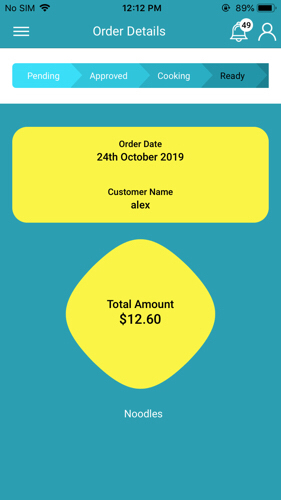 No SIM 12:12 PM 89%
Order Details 49
Pending Approved Cooking Ready
Order Date
24th October 2019
Customer Name
alex
Total Amount
$12.60
Noodles